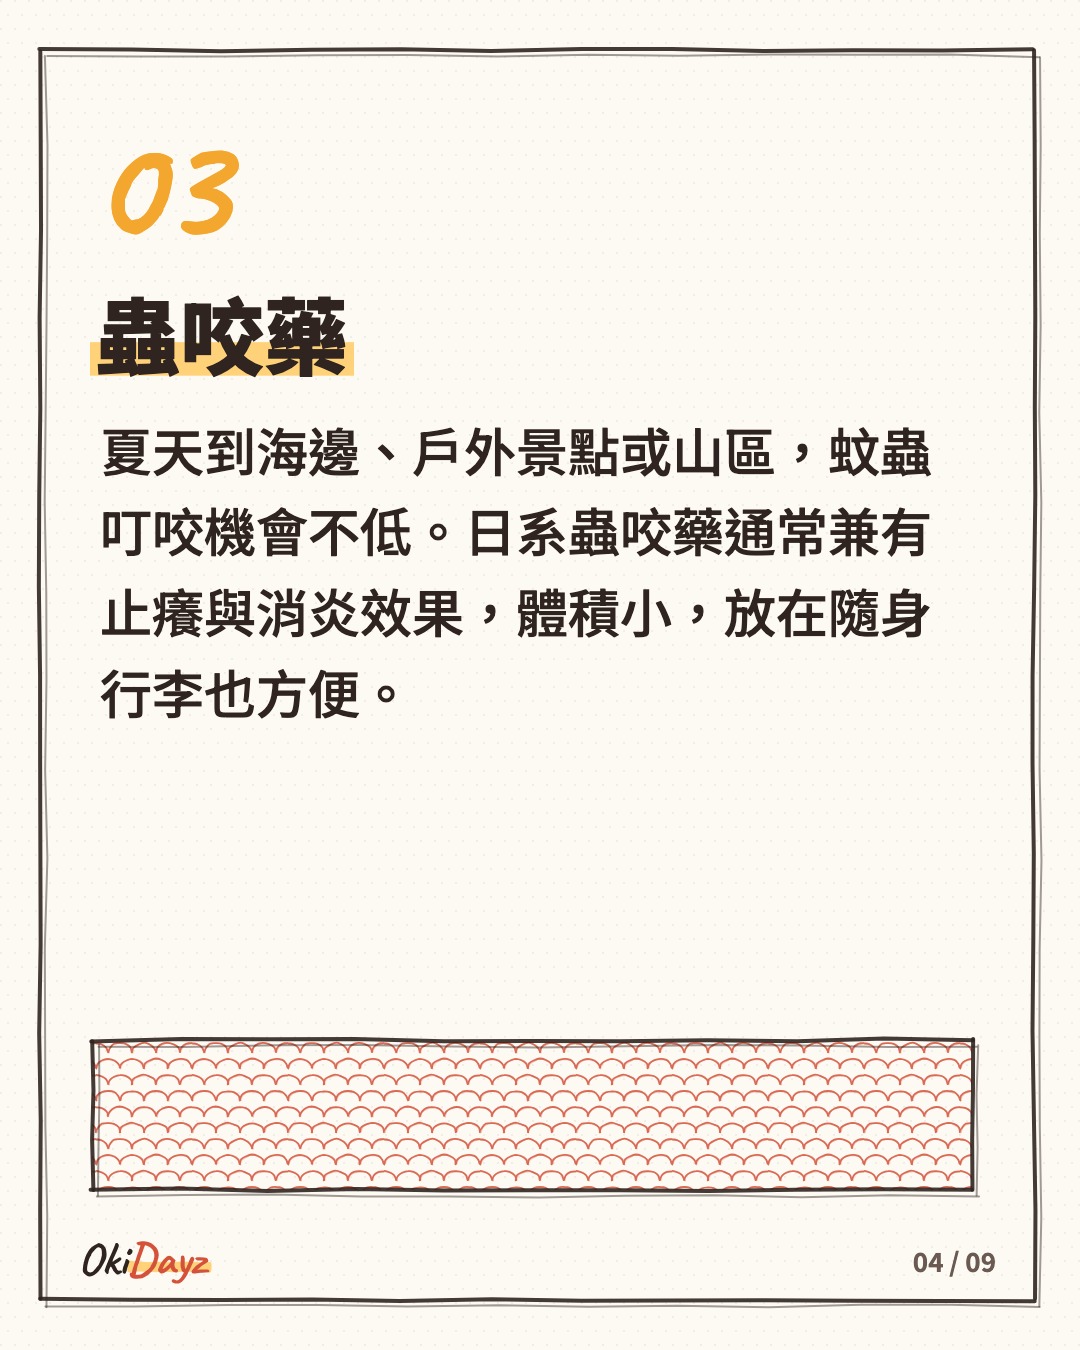 03
蟲咬藥
夏天到海邊、戶外景點或山區，蚊蟲
叮咬機會不低。日系蟲咬藥通常兼有
止癢與消炎效果，體積小，放在隨身
行李也方便。
OkiDayz
04 / 09